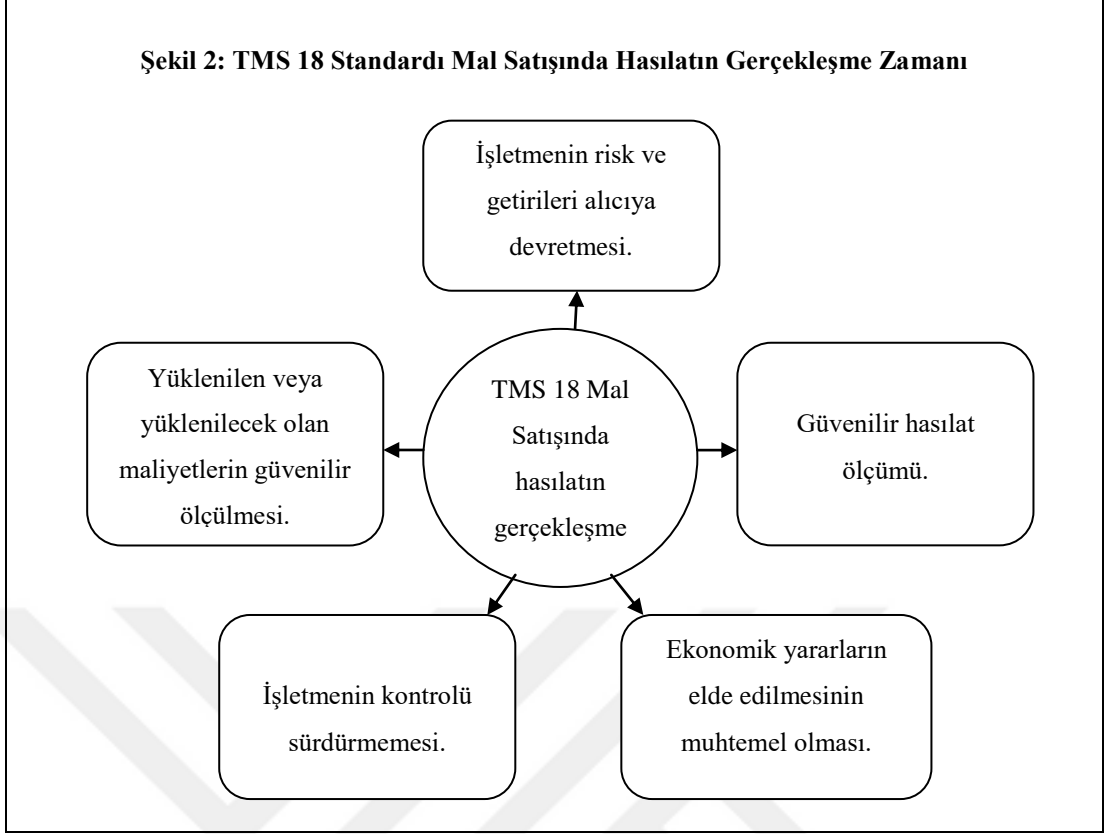 Şekil 2: TMS 18 Standardı Mal Satışında Hasılatın Gerçekleşme Zamanı
İşletmenin risk ve
getirileri alıcıya
devretmesi.
Yüklenilen veya
yüklenilecek olan
maliyetlerin güvenilir
ölçülmesi.
TMS 18 Mal
Satışında
hasılatın
gerçekleşme
Güvenilir hasılat
ölçümü.
İşletmenin kontrolü
sürdürmemesi.
Ekonomik yararların
elde edilmesinin
muhtemel olması.